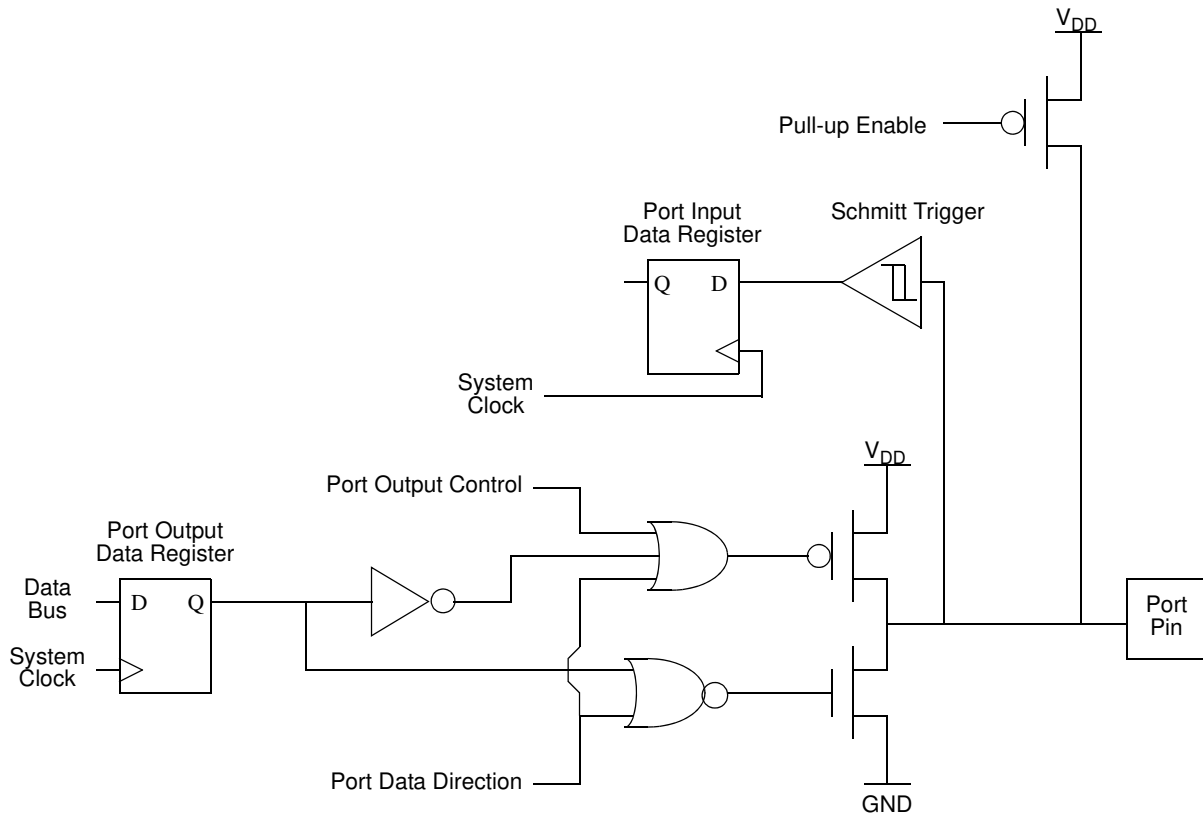 V_DD
Pull-up Enable
Port Input
Data Register
Schmitt Trigger
Q D
System
Clock
V_DD
Port Output Control
Port Output
Data Register
Data
Bus
D Q
Port
Pin
System
Clock
Port Data Direction
GND